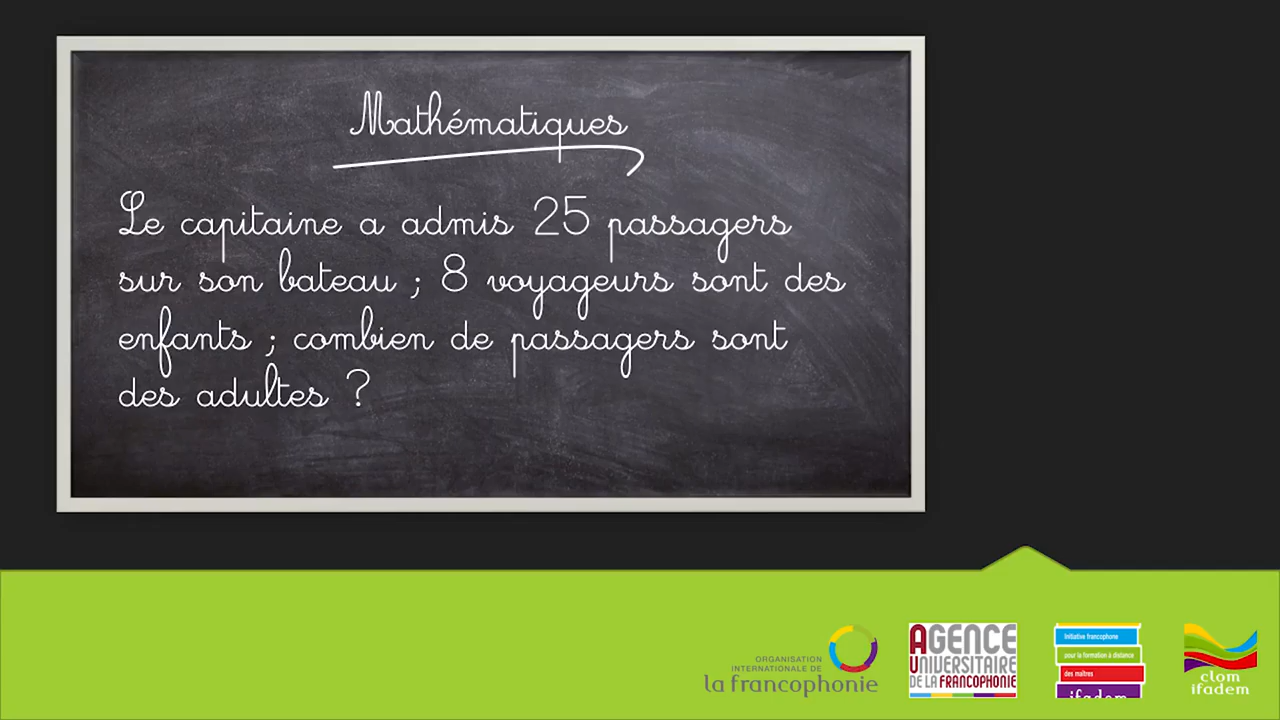 Mathématiques
Le capitaine a admis 25 passagers
sur son bateau ; 8 voyageurs sont des
enfants ; combien de passagers sont
des adultes ?
ORGANISATION
INTERNATIONALE DE
la francophonie
AGENCE
UNIVERSITAIRE
DE LA FRANCOPHONIE
Initiative francophone
pour la formation à distance
des maîtres
ifadem
clom
ifadem